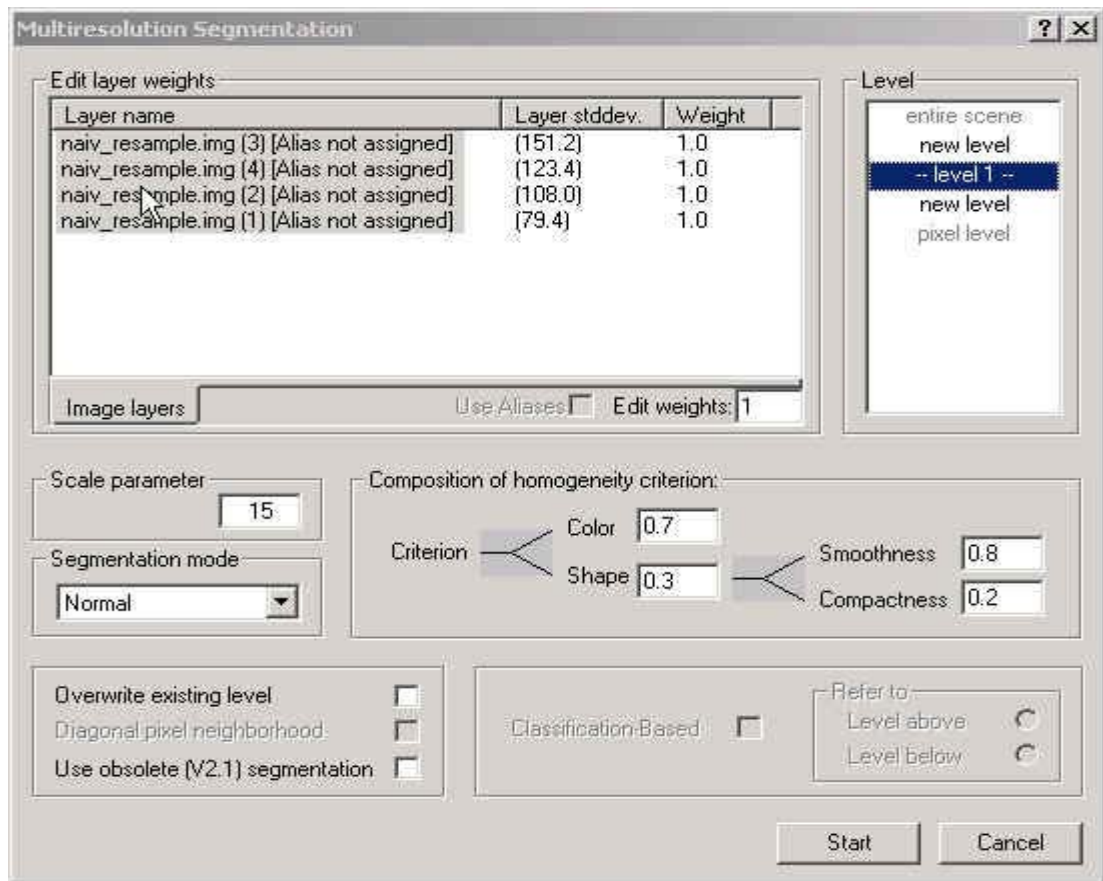 Multiresolution Segmentation
Edit layer weights
Layer name Layer stddev. Weight
naiv_resample.img (3) [Alias not assigned] (151.2) 1.0
naiv_resample.img (4) [Alias not assigned] (123.4) 1.0
naiv_resample.img (2) [Alias not assigned] (108.0) 1.0
naiv_resample.img (1) [Alias not assigned] (79.4) 1.0
Image layers Use Aliases Edit weights: 1
Level
entire scene
new level
-- level 1 --
new level
pixel level
Scale parameter
15
Segmentation mode
Normal
Composition of homogeneity criterion:
Criterion
Color 0.7
Shape 0.3
Smoothness 0.8
Compactness 0.2
Overwrite existing level
Diagonal pixel neighborhood
Use obsolete (V2.1) segmentation
Classification-Based
Refer to
Level above
Level below
Start Cancel